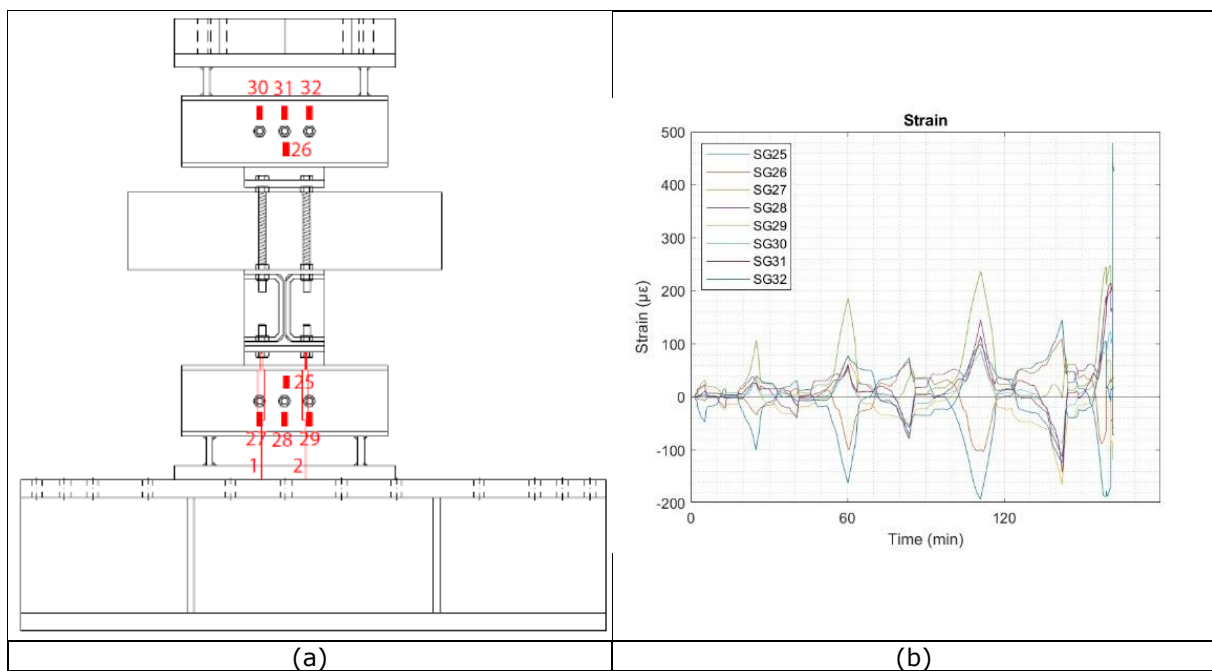 30 31 32
26
25
27 28 29
1 2
(a)
Strain
500
400
300
200
100
0
-100
-200
SG25
SG26
SG27
SG28
SG29
SG30
SG31
SG32
Strain (με)
0 60 120
Time (min)
(b)